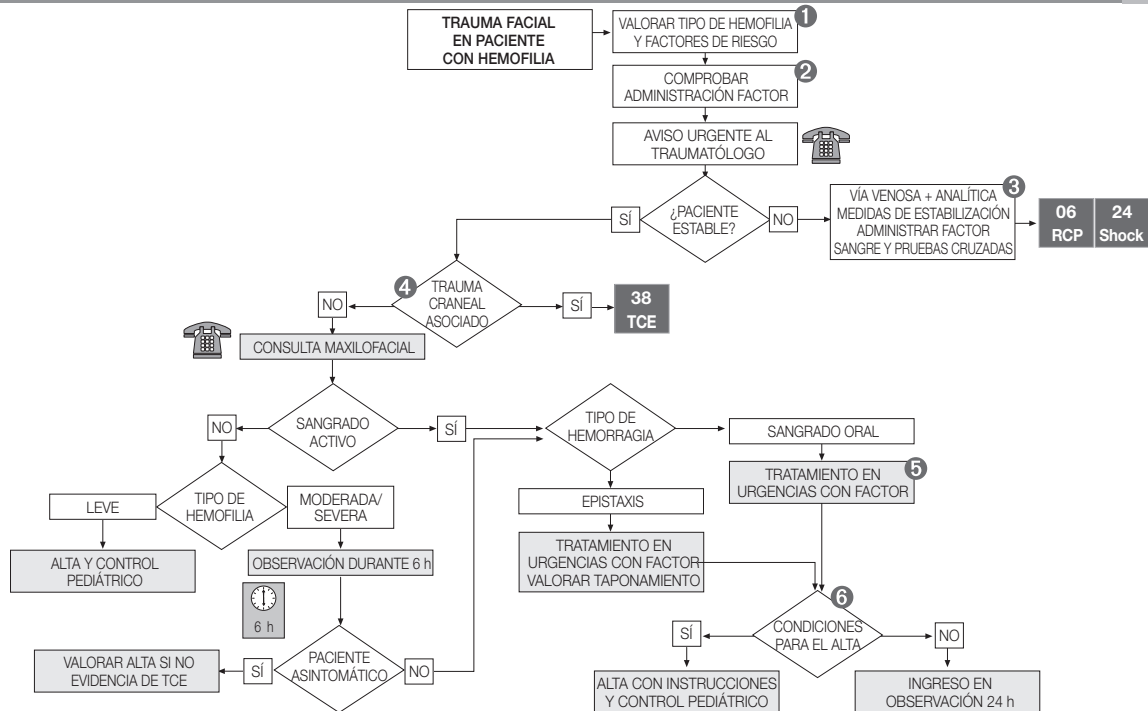 TRAUMA FACIAL
EN PACIENTE
CON HEMOFILIA
1
VALORAR TIPO DE HEMOFILIA
Y FACTORES DE RIESGO
2
COMPROBAR
ADMINISTRACIÓN FACTOR
AVISO URGENTE AL
TRAUMATÓLOGO
¿PACIENTE
ESTABLE?
SÍ
NO
3
VÍA VENOSA + ANALÍTICA
MEDIDAS DE ESTABILIZACIÓN
ADMINISTRAR FACTOR
SANGRE Y PRUEBAS CRUZADAS
06
RCP
24
Shock
4
TRAUMA
CRANEAL
ASOCIADO
NO
SÍ
38
TCE
CONSULTA MAXILOFACIAL
SANGRADO
ACTIVO
NO
SÍ
TIPO DE
HEMORRAGIA
SANGRADO ORAL
5
TRATAMIENTO EN
URGENCIAS CON FACTOR
EPISTAXIS
TRATAMIENTO EN
URGENCIAS CON FACTOR
VALORAR TAPONAMIENTO
TIPO DE
HEMOFILIA
LEVE
MODERADA/
SEVERA
ALTA Y CONTROL
PEDIÁTRICO
OBSERVACIÓN DURANTE 6 h
6 h
PACIENTE
ASINTOMÁTICO
SÍ
NO
VALORAR ALTA SI NO
EVIDENCIA DE TCE
6
CONDICIONES
PARA EL ALTA
SÍ
NO
ALTA CON INSTRUCCIONES
Y CONTROL PEDIÁTRICO
INGRESO EN
OBSERVACIÓN 24 h